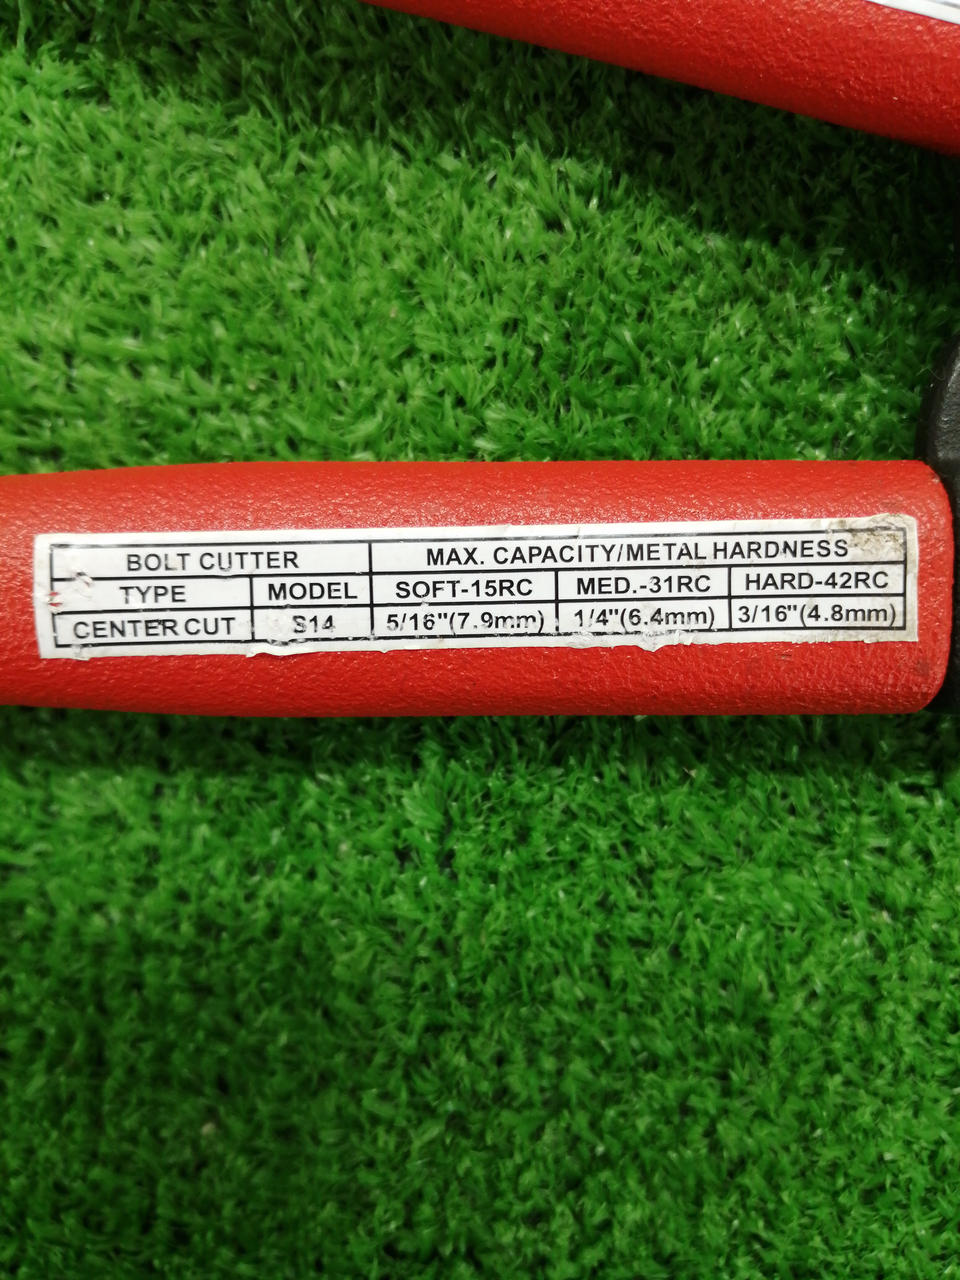 BOLT CUTTER MAX. CAPACITY/METAL HARDNESS
TYPE MODEL SOFT-15RC MED.-31RC HARD-42RC
CENTER CUT S14 5/16"(7.9mm) 1/4"(6.4mm) 3/16"(4.8mm)